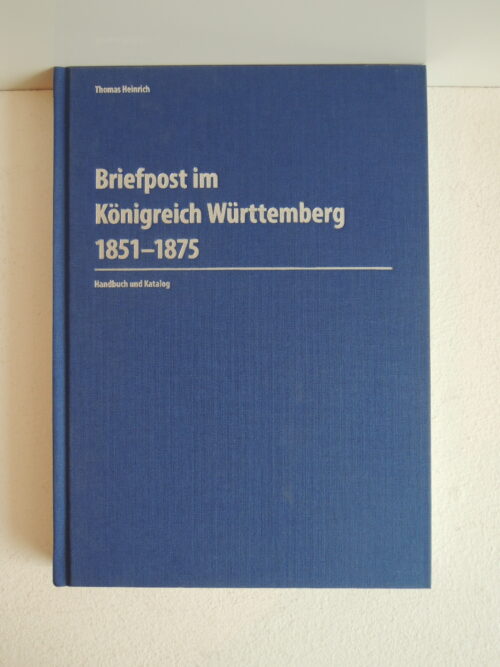 Thomas Heinrich
Briefpost im
Königreich Württemberg
1851–1875
Handbuch und Katalog